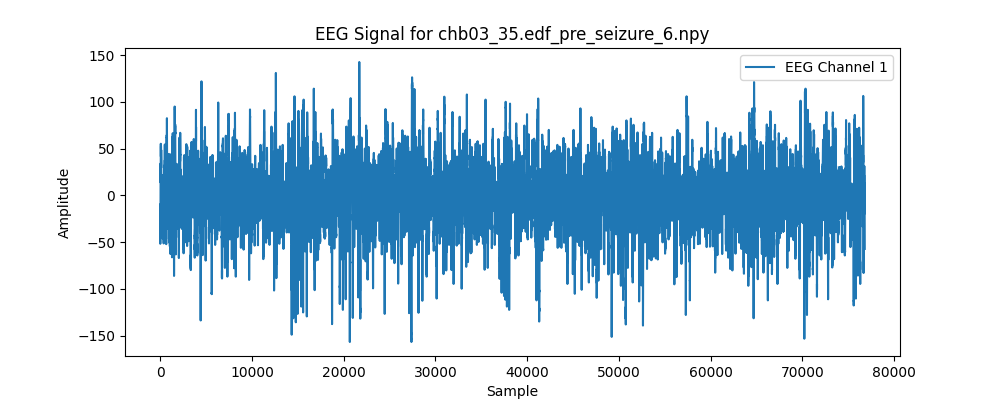 EEG Signal for chb03_35.edf_pre_seizure_6.npy
EEG Channel 1
150
100
50
0
−50
−100
−150
Amplitude
0 10000 20000 30000 40000 50000 60000 70000 80000
Sample